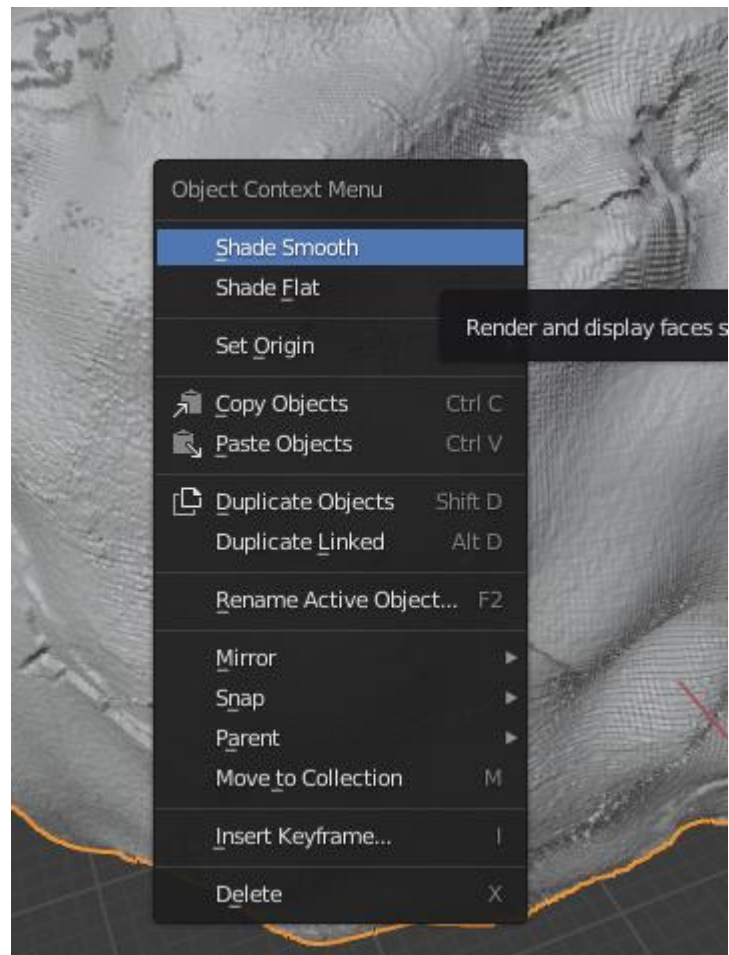 Object Context Menu
Shade Smooth
Shade Flat
Render and display faces s
Set Origin
Copy Objects Ctrl C
Paste Objects Ctrl V
Duplicate Objects Shift D
Duplicate Linked Alt D
Rename Active Object... F2
Mirror
Snap
Parent
Move to Collection M
Insert Keyframe... I
Delete X